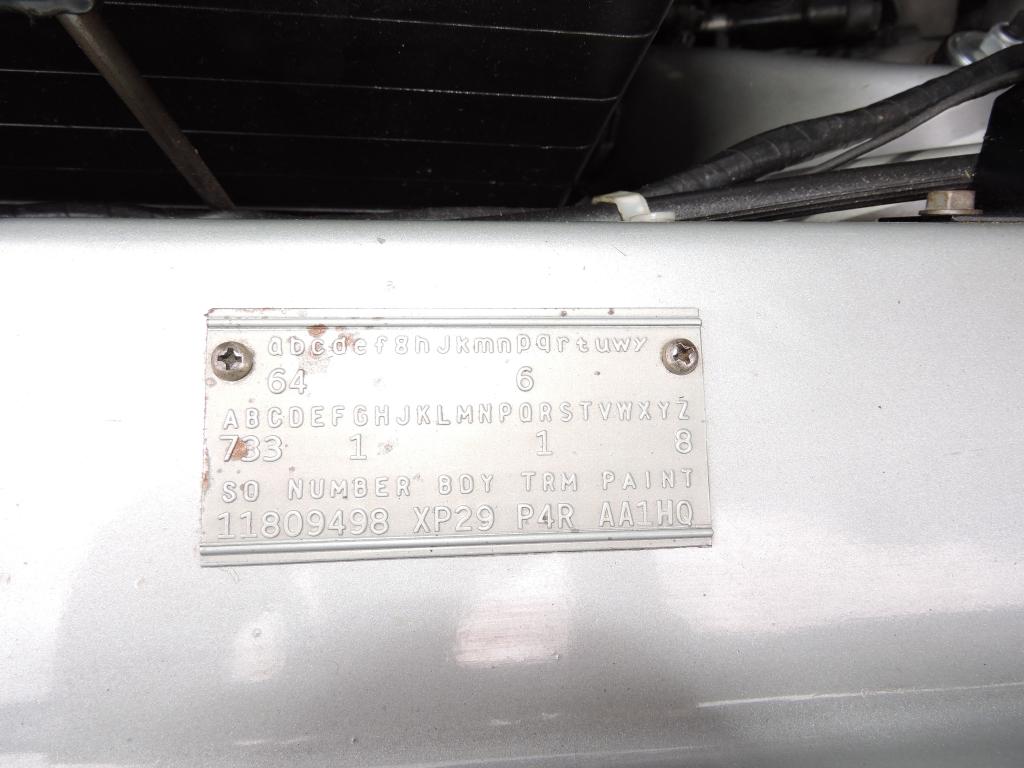 abcdef8hJkmnpqrtuwy
64 6
ABCDEFGHJKLMNPQRSTVWXYZ
733 1 1 8
SO NUMBER BDY TRM PAINT
11809498 XP29 P4R AA1HQ